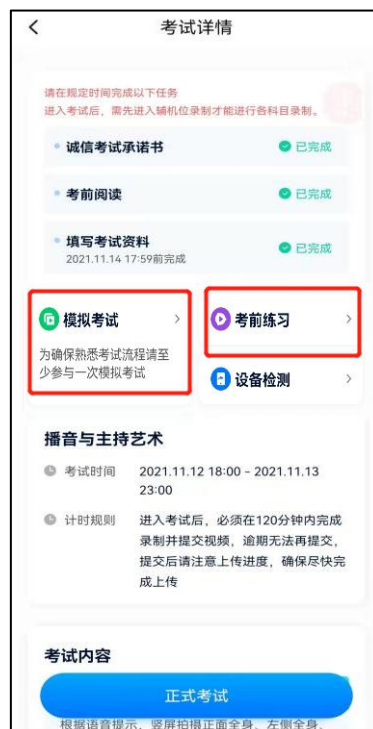 考试详情
请在规定时间完成以下任务
进入考试后，需先进入辅机位录制才能进行各科目录制。
诚信考试承诺书
已完成
考前阅读
已完成
填写考试资料
2021.11.14 17:59前完成
已完成
模拟考试
为确保熟悉考试流程请至
少参与一次模拟考试
考前练习
设备检测
播音与主持艺术
考试时间
2021.11.12 18:00 - 2021.11.13
23:00
计时规则
进入考试后，必须在120分钟内完成
录制并提交视频，逾期无法再提交，
提交后请注意上传进度，确保尽快完
成上传
考试内容
正式考试
根据语音提示，竖屏拍摄正面全身、左侧全身、